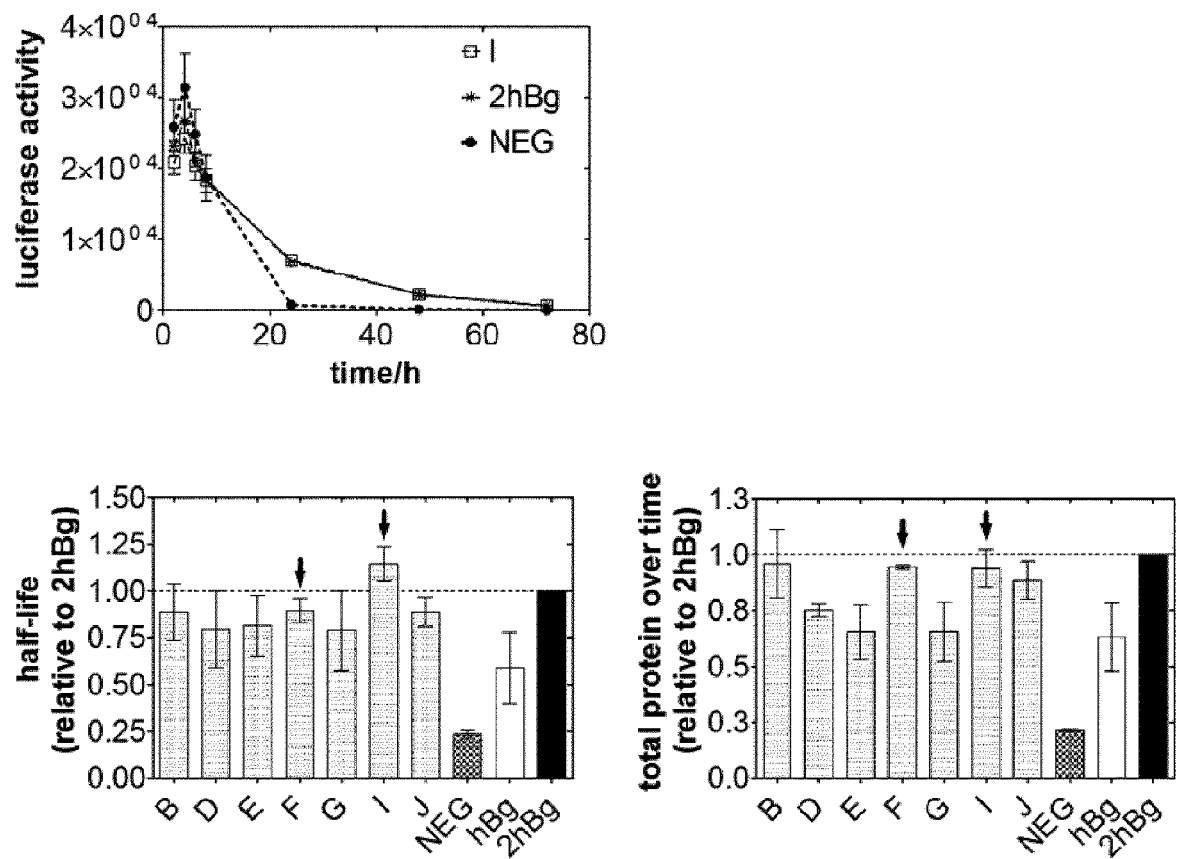 luciferase activity
4×10⁰⁴
3×10⁰⁴
2×10⁰⁴
1×10⁰⁴
0
I
2hBg
NEG
0 20 40 60 80
time/h
half-life
(relative to 2hBg)
1.50
1.25
1.00
0.75
0.50
0.25
0.00
B D E F G I J NEG hBg 2hBg
total protein over time
(relative to 2hBg)
1.3
1.0
0.8
0.5
0.3
0.0
B D E F G I J NEG hBg 2hBg